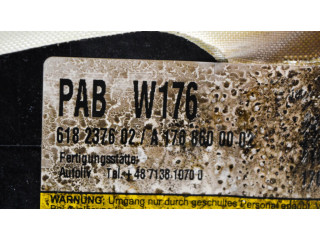 PAB W176
618 2376 02 / A 176 860 00 02
Fertigungsstätte:
Autoliv Tel. +48 7138 1070 0
WARNUNG: Umgang nur durch geschultes Personal